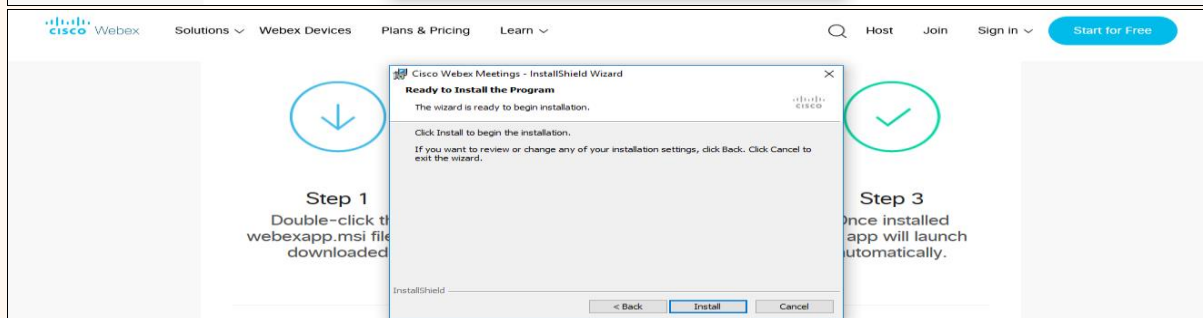 cisco Webex Solutions Webex Devices Plans & Pricing Learn Host Join Sign in Start for Free
Cisco Webex Meetings - InstallShield Wizard
Ready to Install the Program
The wizard is ready to begin installation.
cisco
Click Install to begin the installation.
If you want to review or change any of your installation settings, click Back. Click Cancel to
exit the wizard.
Step 1
Double-click
webexapp.msi
downloaded
Step 3
installed
app will launch
automatically.
InstallShield
< Back Install Cancel